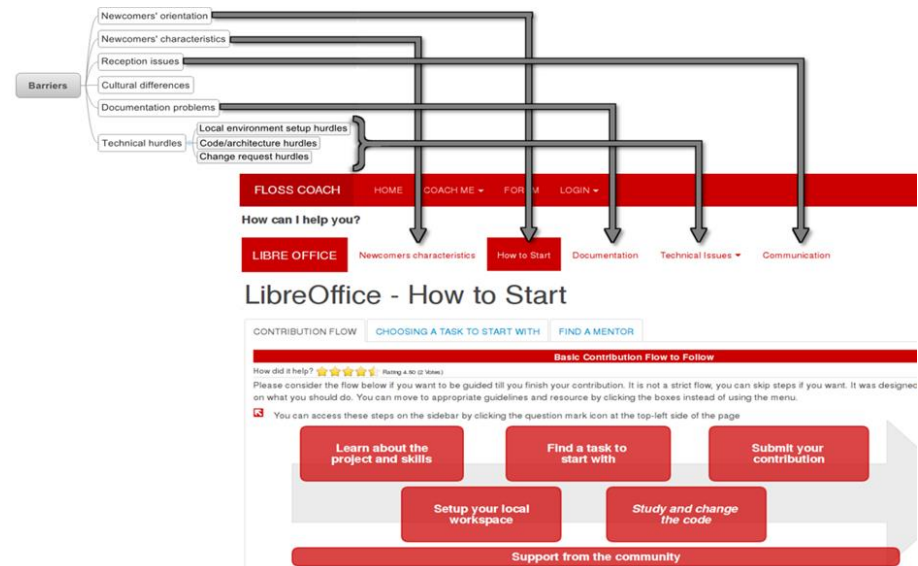 Newcomers' orientation
Newcomers' characteristics
Reception issues
Barriers
Cultural differences
Documentation problems
Technical hurdles
Local environment setup hurdles
Code/architecture hurdles
Change request hurdles
FLOSS COACH HOME COACH ME FORUM LOGIN
How can I help you?
LIBRE OFFICE Newcomers characteristics How to Start Documentation Technical Issues Communication
LibreOffice - How to Start
CONTRIBUTION FLOW CHOOSING A TASK TO START WITH FIND A MENTOR
Basic Contribution Flow to Follow
How did it help? Rating 4.50 (2 Votes)
Please consider the flow below if you want to be guided till you finish your contribution. It is not a strict flow, you can skip steps if you want. It was designed
on what you should do. You can move to appropriate guidelines and resource by clicking the boxes instead of using the menu.
You can access these steps on the sidebar by clicking the question mark icon at the top-left side of the page
Learn about the
project and skills
Find a task to
start with
Submit your
contribution
Setup your local
workspace
Study and change
the code
Support from the community